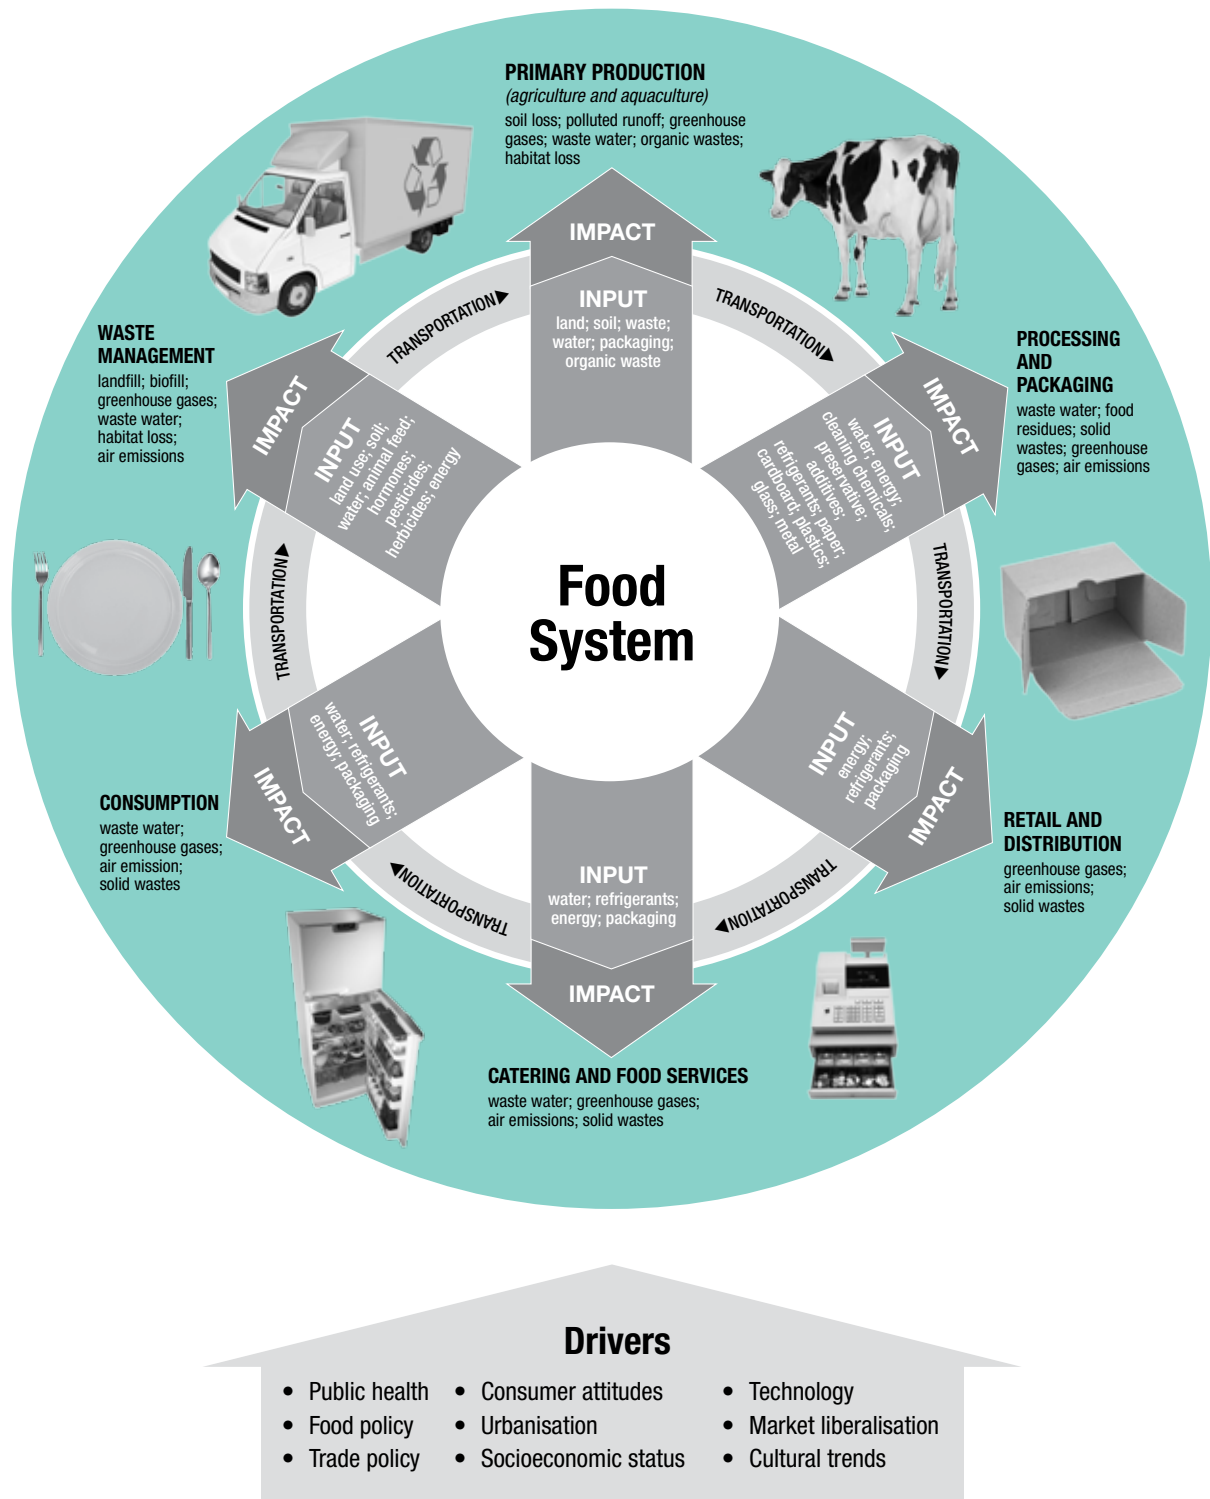 PRIMARY PRODUCTION
(agriculture and aquaculture)
soil loss; polluted runoff; greenhouse
gases; waste water; organic wastes;
habitat loss
IMPACT
INPUT
land; soil; waste;
water; packaging;
organic waste
TRANSPORTATION▶
PROCESSING
AND
PACKAGING
waste water; food
residues; solid
wastes; greenhouse
gases; air emissions
IMPACT
INPUT
water; energy;
cleaning chemicals;
preservative;
additives;
refrigerants; paper;
cardboard; plastics;
glass; metal
TRANSPORTATION▶
RETAIL AND
DISTRIBUTION
greenhouse gases;
air emissions;
solid wastes
IMPACT
INPUT
energy;
refrigerants;
packaging
TRANSPORTATION▶
CATERING AND FOOD SERVICES
waste water; greenhouse gases;
air emissions; solid wastes
IMPACT
INPUT
water; refrigerants;
energy; packaging
TRANSPORTATION▶
CONSUMPTION
waste water;
greenhouse gases;
air emission;
solid wastes
IMPACT
INPUT
water; refrigerants;
energy; packaging
TRANSPORTATION▶
WASTE
MANAGEMENT
landfill; biofill;
greenhouse gases;
waste water;
habitat loss;
air emissions
IMPACT
INPUT
land use; soil;
water; animal feed;
hormones;
pesticides;
herbicides; energy
TRANSPORTATION▶
Food
System
Drivers
• Public health
• Food policy
• Trade policy
• Consumer attitudes
• Urbanisation
• Socioeconomic status
• Technology
• Market liberalisation
• Cultural trends